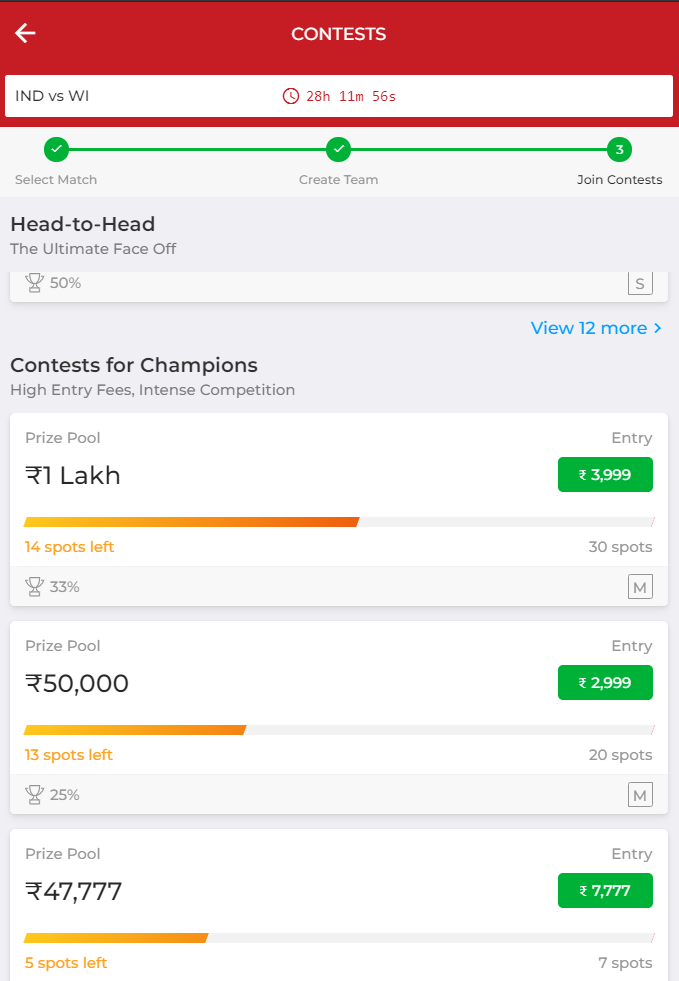 CONTESTS
IND vs WI 28h 11m 56s
3
Select Match Create Team Join Contests
Head-to-Head
The Ultimate Face Off
50% S
View 12 more >
Contests for Champions
High Entry Fees, Intense Competition
Prize Pool Entry
₹1 Lakh ₹ 3,999
14 spots left 30 spots
33% M
Prize Pool Entry
₹50,000 ₹ 2,999
13 spots left 20 spots
25% M
Prize Pool Entry
₹47,777 ₹ 7,777
5 spots left 7 spots